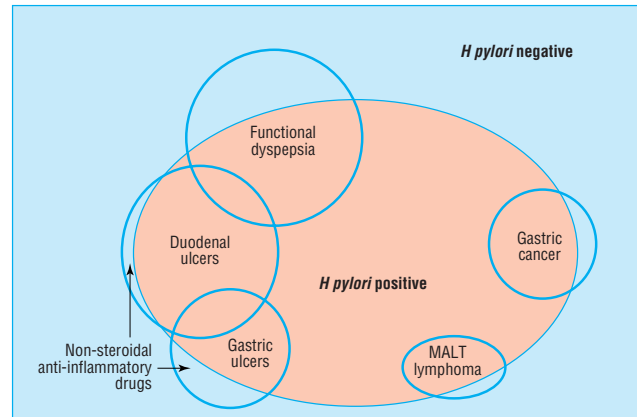 H pylori negative
Functional
dyspepsia
Duodenal
ulcers
Gastric
cancer
H pylori positive
Non-steroidal
anti-inflammatory
drugs
Gastric
ulcers
MALT
lymphoma